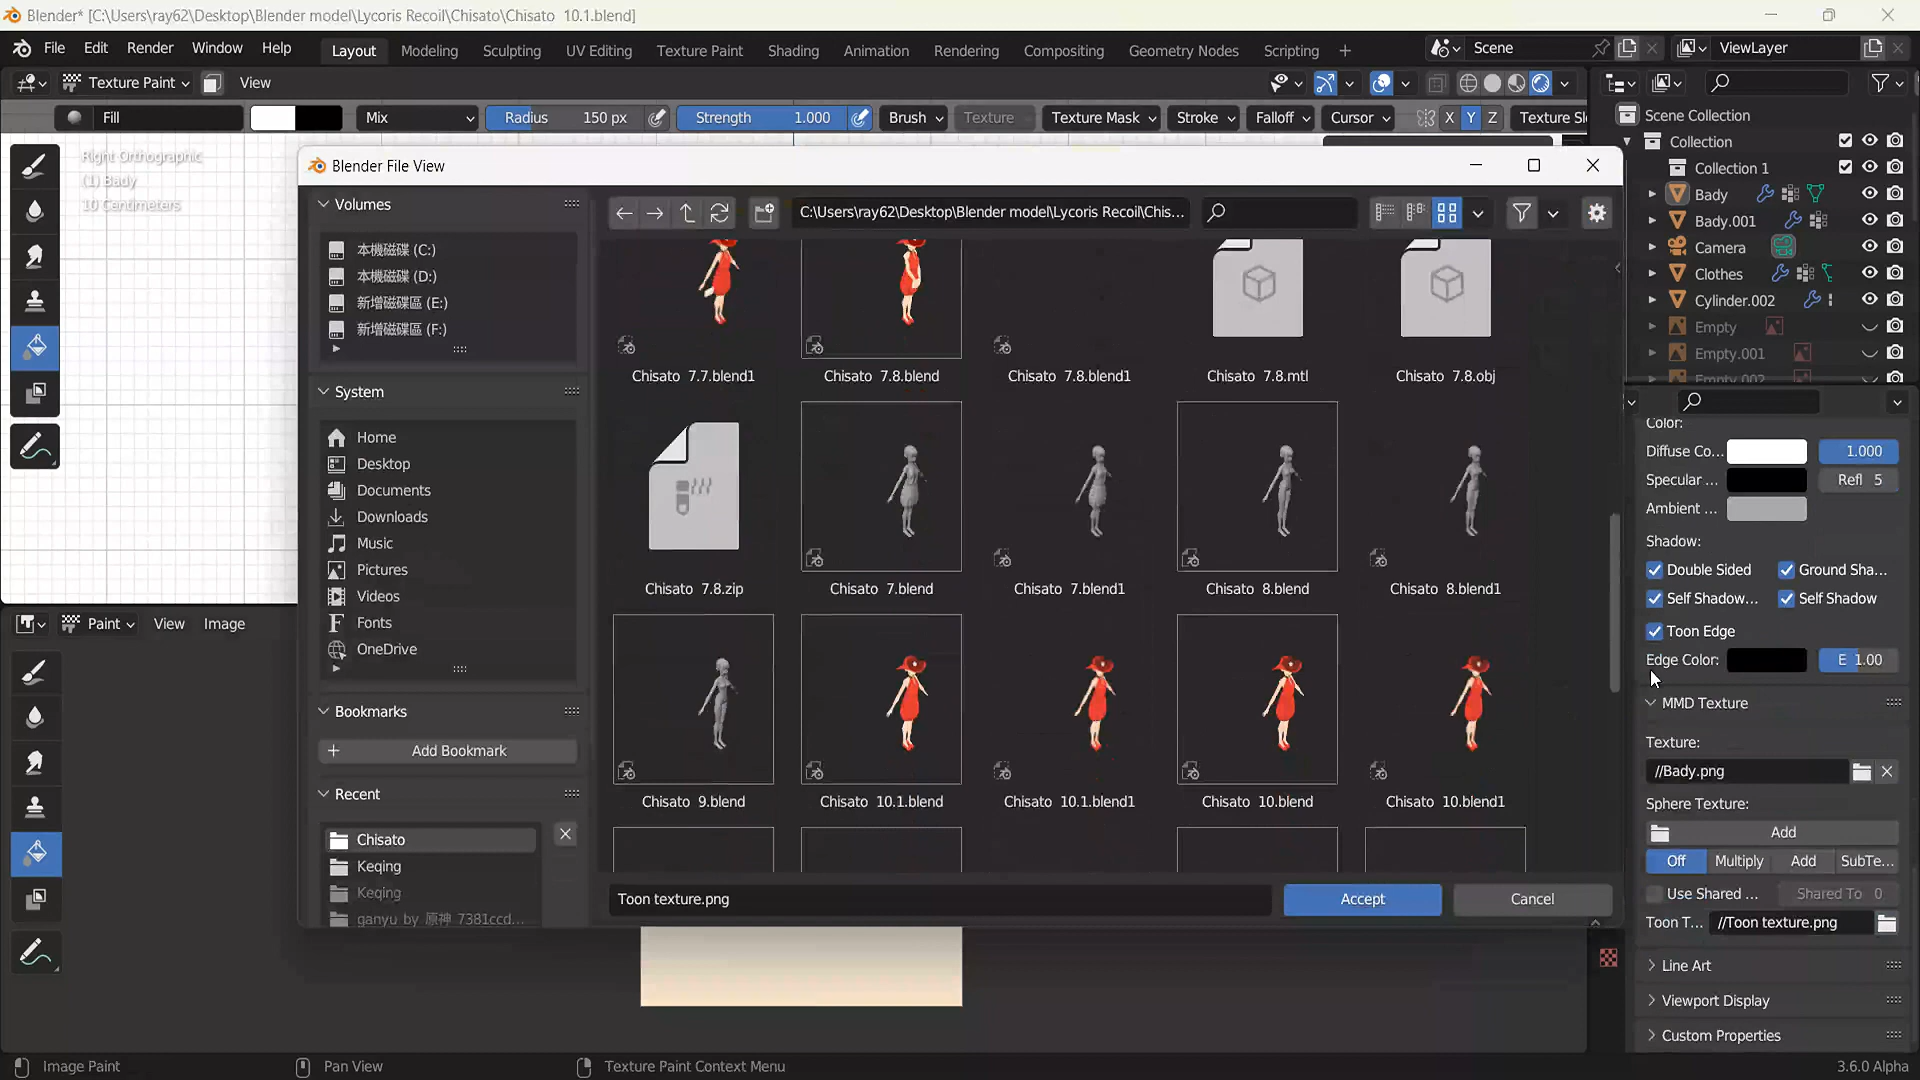 Blender* [C:\Users\ray62\Desktop\Blender model\Lycoris Recoil\Chisato\Chisato  10.1.blend]
File Edit Render Window Help Layout Modeling Sculpting UV Editing Texture Paint Shading Animation Rendering Compositing Geometry Nodes Scripting + Scene ViewLayer
Texture Paint View
Fill Mix Radius 150 px Strength 1.000 Brush Texture Texture Mask Stroke Falloff Cursor X Y Z Texture Sl
Right Orthographic
(1) Bady
10 Centimeters
Scene Collection
Collection
Collection 1
Bady
Bady.001
Camera
Clothes
Cylinder.002
Empty
Empty.001
Empty.002
Blender File View
Volumes
本機磁碟 (C:)
本機磁碟 (D:)
新增磁碟區 (E:)
新增磁碟區 (F:)
System
Home
Desktop
Documents
Downloads
Music
Pictures
Videos
Fonts
OneDrive
Bookmarks
+ Add Bookmark
Recent
Chisato
Keqing
Keqing
ganyu by 原神 7381ccd...
C:\Users\ray62\Desktop\Blender model\Lycoris Recoil\Chis...
Chisato  7.7.blend1
Chisato  7.8.blend
Chisato  7.8.blend1
Chisato  7.8.mtl
Chisato  7.8.obj
Chisato  7.8.zip
Chisato  7.blend
Chisato  7.blend1
Chisato  8.blend
Chisato  8.blend1
Chisato  9.blend
Chisato  10.1.blend
Chisato  10.1.blend1
Chisato  10.blend
Chisato  10.blend1
Toon texture.png
Accept
Cancel
Color:
Diffuse Co... 1.000
Specular ... Refl 5
Ambient ...
Shadow:
Double Sided Ground Sha...
Self Shadow... Self Shadow
Toon Edge
Edge Color: E 1.00
MMD Texture
Texture:
//Bady.png
Sphere Texture:
Add
Off Multiply Add SubTe...
Use Shared ... Shared To 0
Toon T... //Toon texture.png
Line Art
Viewport Display
Custom Properties
Paint View Image
Image Paint Pan View Texture Paint Context Menu 3.6.0 Alpha